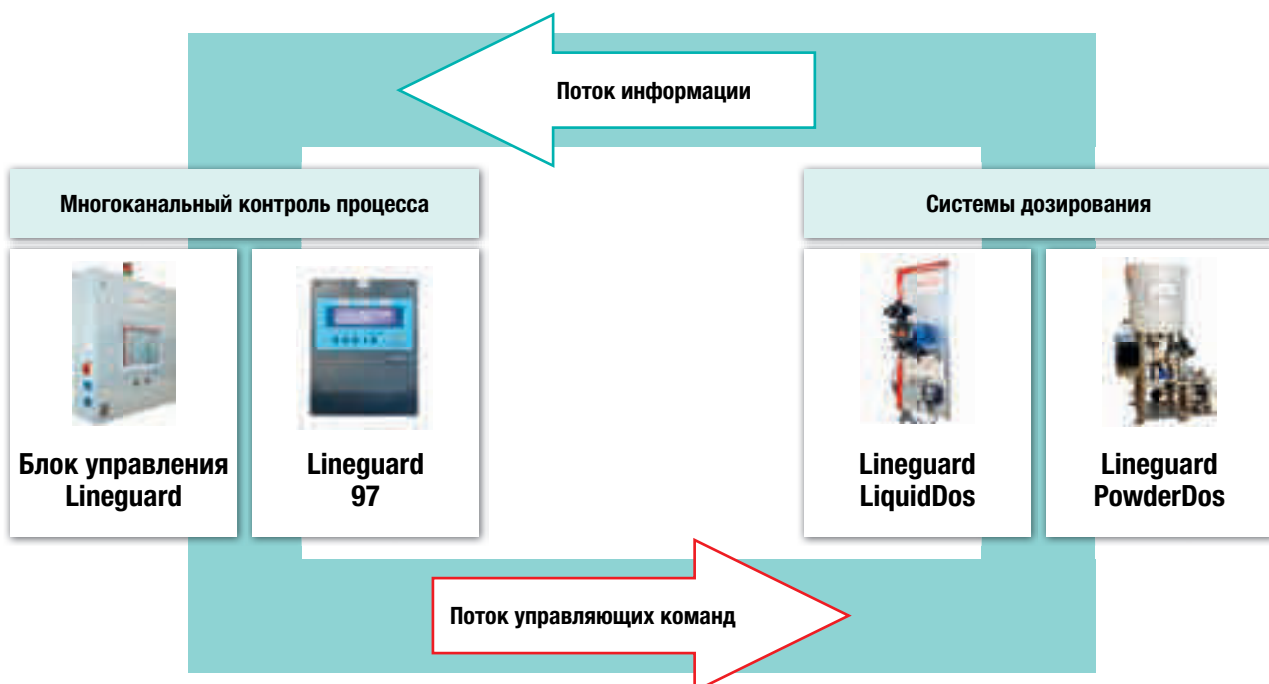 Поток информации
Многоканальный контроль процесса
Системы дозирования
Блок управления
Lineguard
Lineguard
97
Lineguard
LiquidDos
Lineguard
PowderDos
Поток управляющих команд